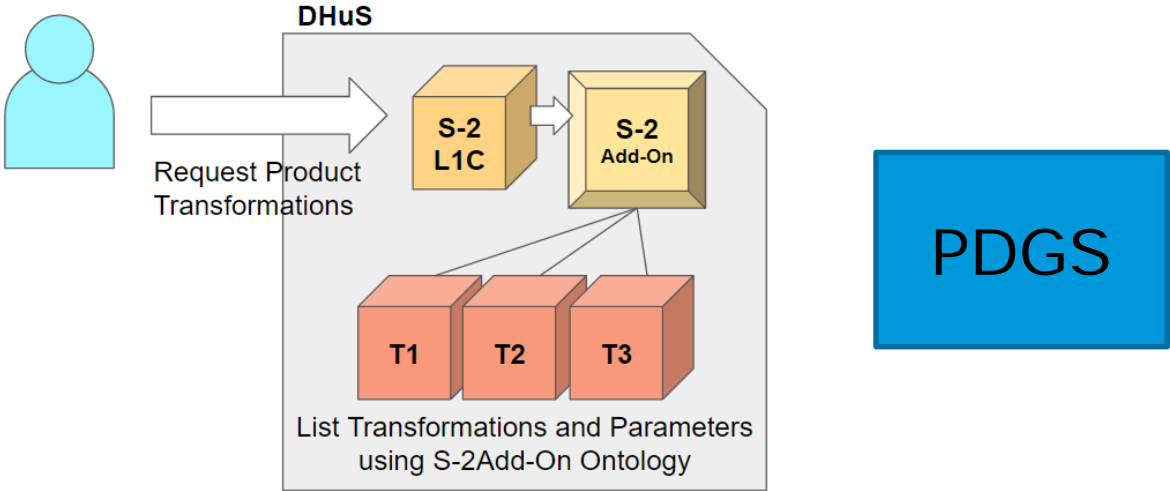 DHuS
S-2
L1C
S-2
Add-On
Request Product
Transformations
PDGS
T1
T2
T3
List Transformations and Parameters
using S-2Add-On Ontology